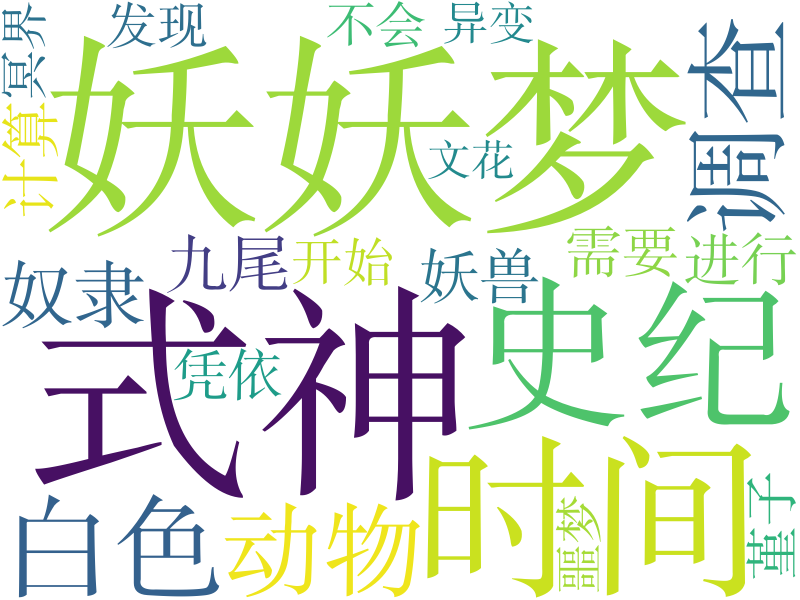 冥界
发现
不会
异变
调查
妖妖梦
计算
文花
九尾
开始
妖兽
需要
进行
奴隶
式神
凭依
史纪
白色
动物
时间
噩梦
董子